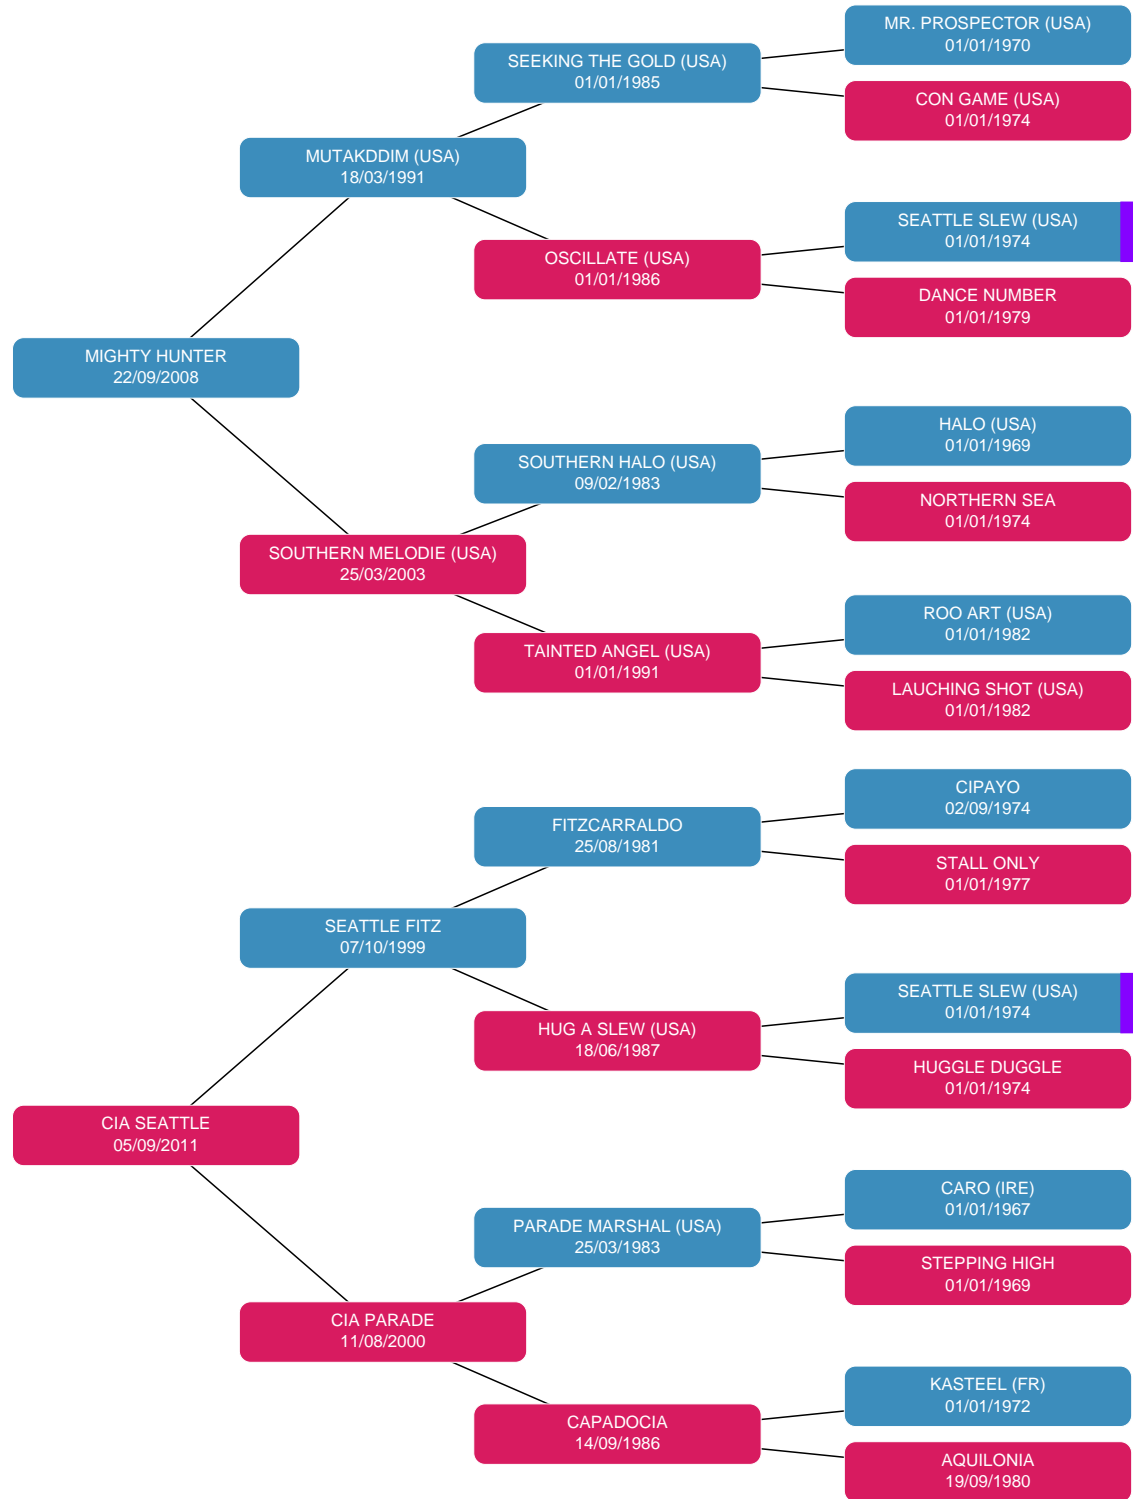 MR. PROSPECTOR (USA)
01/01/1970
SEEKING THE GOLD (USA)
01/01/1985
CON GAME (USA)
01/01/1974
MUTAKDDIM (USA)
18/03/1991
SEATTLE SLEW (USA)
01/01/1974
OSCILLATE (USA)
01/01/1986
DANCE NUMBER
01/01/1979
MIGHTY HUNTER
22/09/2008
HALO (USA)
01/01/1969
SOUTHERN HALO (USA)
09/02/1983
NORTHERN SEA
01/01/1974
SOUTHERN MELODIE (USA)
25/03/2003
ROO ART (USA)
01/01/1982
TAINTED ANGEL (USA)
01/01/1991
LAUCHING SHOT (USA)
01/01/1982
CIPAYO
02/09/1974
FITZCARRALDO
25/08/1981
STALL ONLY
01/01/1977
SEATTLE FITZ
07/10/1999
SEATTLE SLEW (USA)
01/01/1974
HUG A SLEW (USA)
18/06/1987
HUGGLE DUGGLE
01/01/1974
CIA SEATTLE
05/09/2011
CARO (IRE)
01/01/1967
PARADE MARSHAL (USA)
25/03/1983
STEPPING HIGH
01/01/1969
CIA PARADE
11/08/2000
KASTEEL (FR)
01/01/1972
CAPADOCIA
14/09/1986
AQUILONIA
19/09/1980